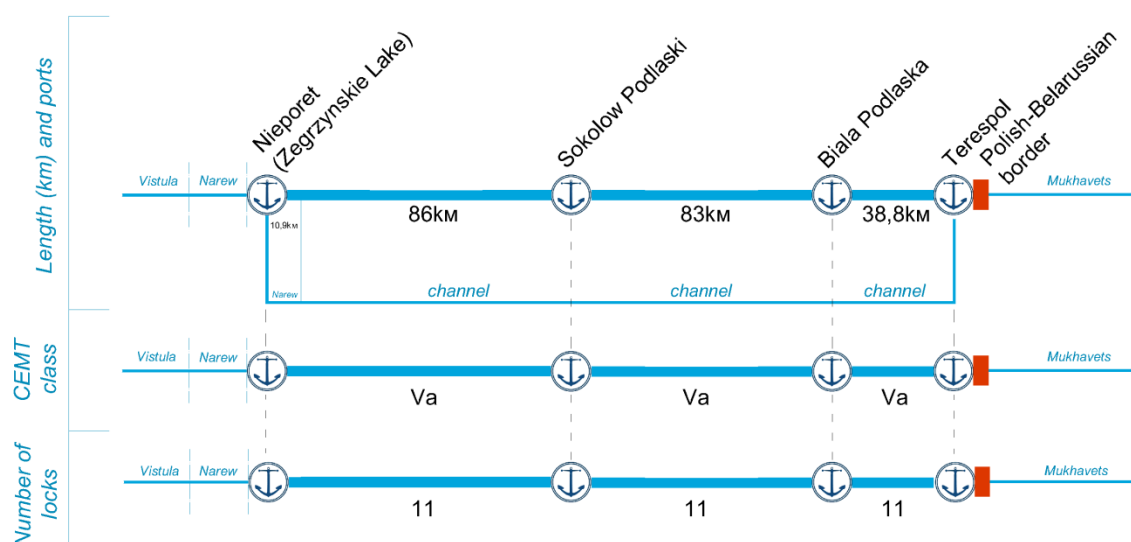 Length (km) and ports
Nieporet
(Zegrzynskie Lake)
Sokolow Podlaski
Biala Podlaska
Terespol
Polish-Belarussian
border
Vistula
Narew
Mukhavets
10,9км
86км
83км
38,8км
Narew
channel
channel
channel
CEMT
class
Vistula
Narew
Mukhavets
Va
Va
Va
Number of
locks
Vistula
Narew
Mukhavets
11
11
11